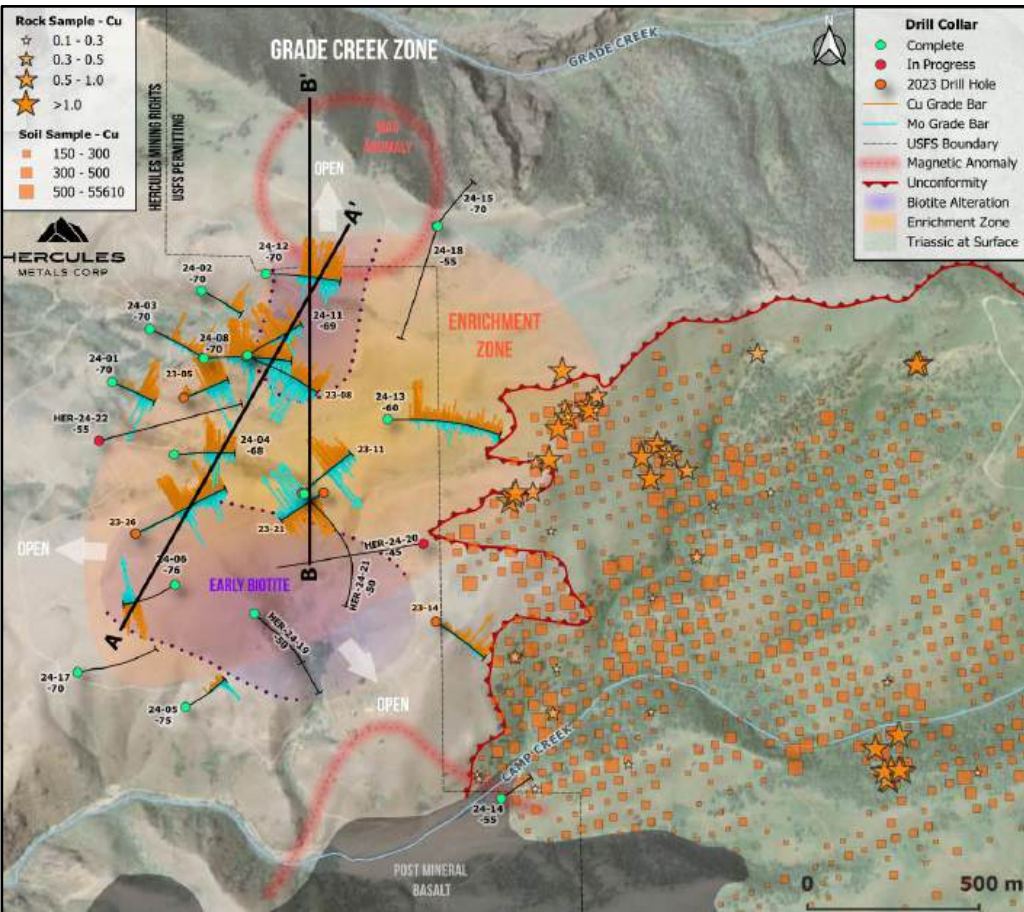 Rock Sample - Cu
0.1 - 0.3
0.3 - 0.5
0.5 - 1.0
>1.0
Soil Sample - Cu
150 - 300
300 - 500
500 - 55610
HERCULES
METALS CORP
HERCULES MINING RIGHTS
USFS PERMITTING
GRADE CREEK ZONE
GRADE CREEK
N
Drill Collar
Complete
In Progress
2023 Drill Hole
Cu Grade Bar
Mo Grade Bar
USFS Boundary
Magnetic Anomaly
Unconformity
Biotite Alteration
Enrichment Zone
Triassic at Surface
B'
MAG
ANOMALY
OPEN
A'
24-15
-70
24-18
-55
24-12
-70
24-02
-70
24-03
-70
24-11
-69
24-08
-70
ENRICHMENT
ZONE
24-01
-70
23-05
23-08
24-13
-60
HER-24-22
-55
24-04
-68
23-11
23-26
23-21
OPEN
HER-24-20
-45
24-06
-76
EARLY BIOTITE
B
HER-24-21
-50
23-14
A
HER-24-19
-50
24-17
-70
24-05
-75
OPEN
CAMP CREEK
24-14
-55
POST MINERAL
BASALT
0
500 m